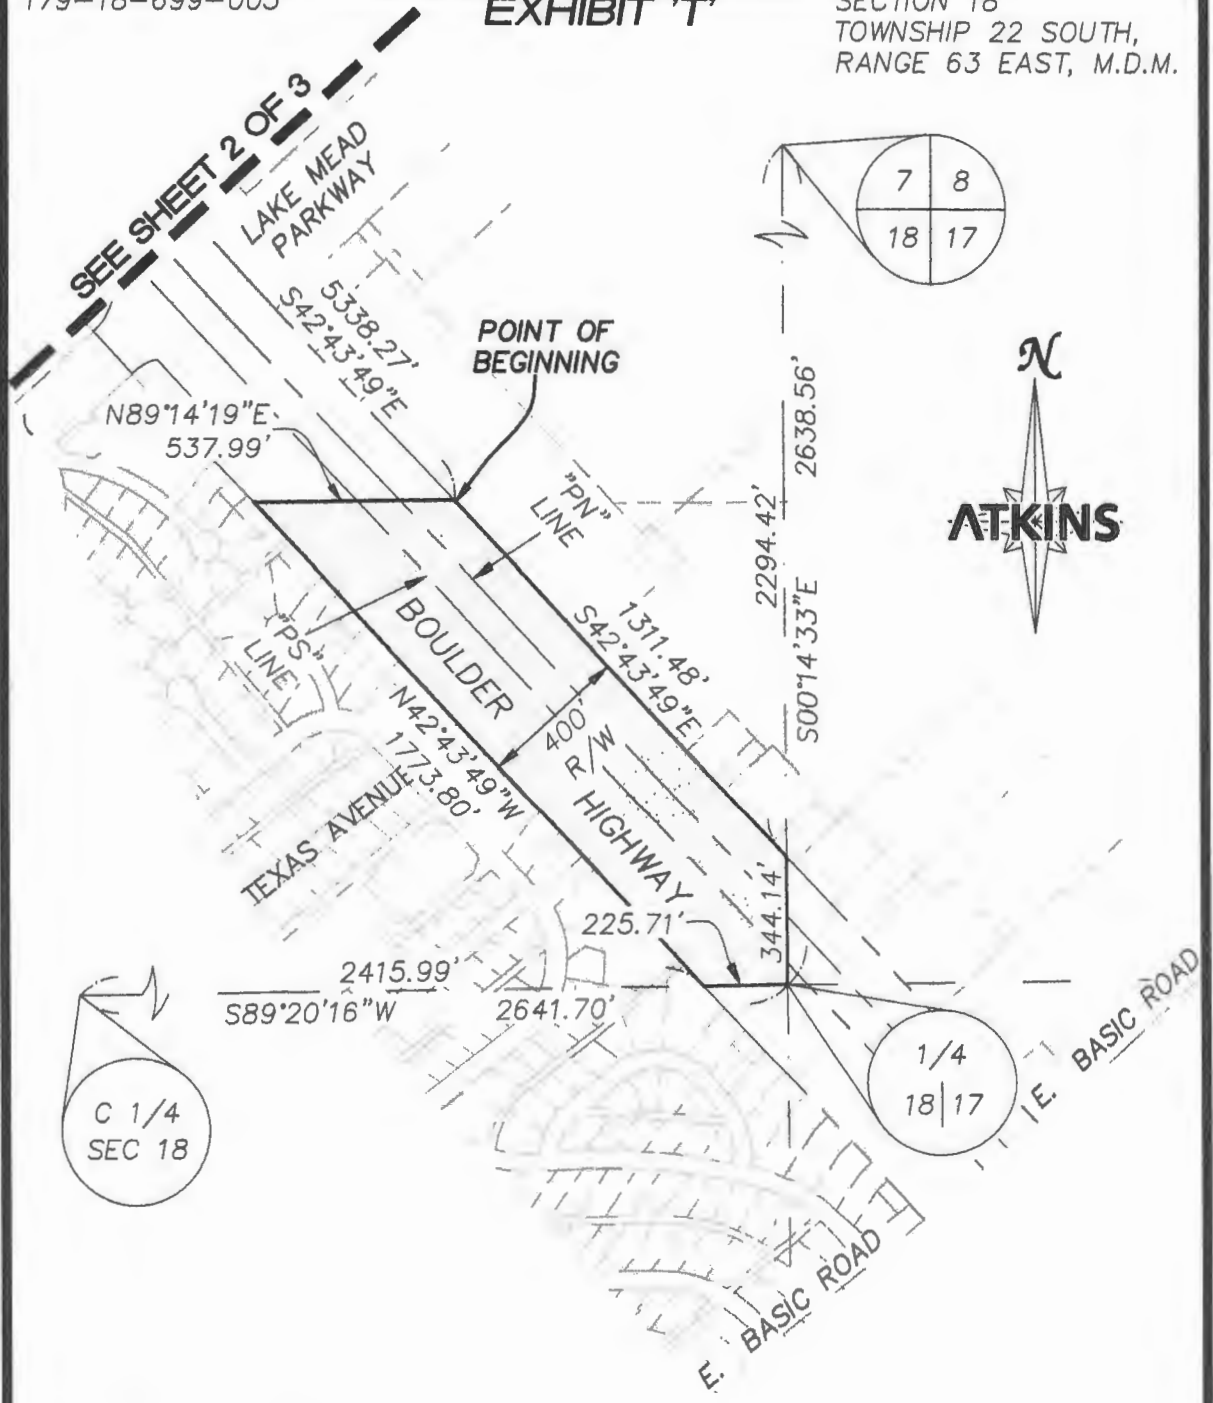 179-18-699-005
EXHIBIT 'T'
SECTION 18
TOWNSHIP 22 SOUTH,
RANGE 63 EAST, M.D.M.
SEE SHEET 2 OF 3
LAKE MEAD
PARKWAY
7 8
18 17
5338.27'
S42°43'49"E
POINT OF
BEGINNING
N
N89°14'19"E
537.99'
2638.56'
2294.42'
S00°14'33"E
"PN"
LINE
ATKINS
"PS"
LINE
BOULDER
1311.48'
S42°43'49"E
N42°43'49"W
1773.80'
400'
R/W
HIGHWAY
TEXAS AVENUE
225.71'
344.14'
2415.99'
S89°20'16"W
2641.70'
C 1/4
SEC 18
1/4
18 17
E. BASIC ROAD
E. BASIC ROAD